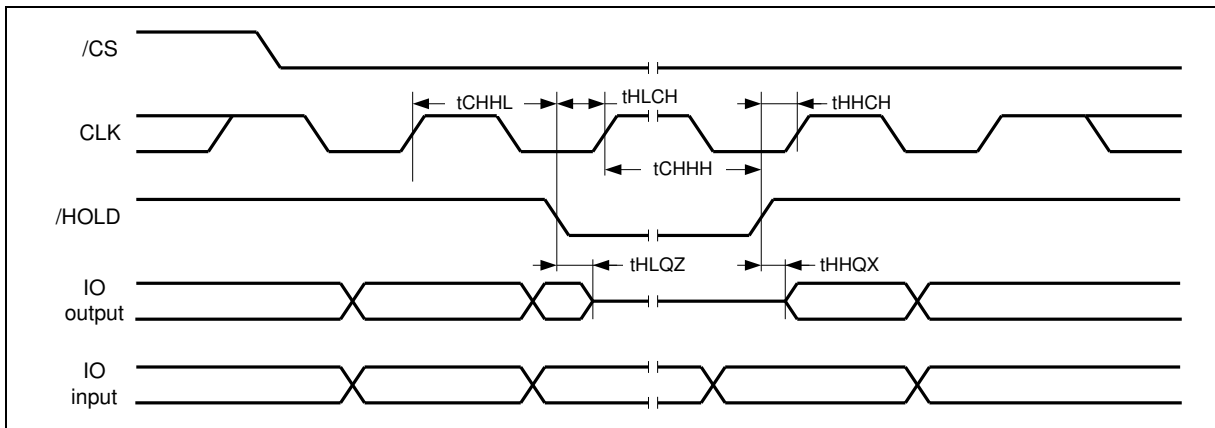 /CS
tCHHL
tHLCH
tHHCH
CLK
tCHHH
/HOLD
tHLQZ
tHHQX
IO
output
IO
input